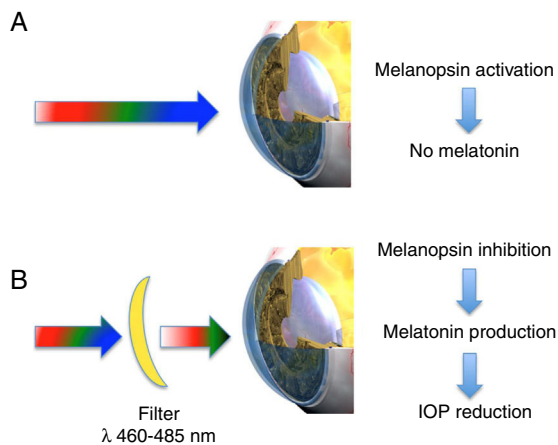 A
Melanopsin activation
No melatonin
B
Melanopsin inhibition
Melatonin production
IOP reduction
Filter
λ 460-485 nm